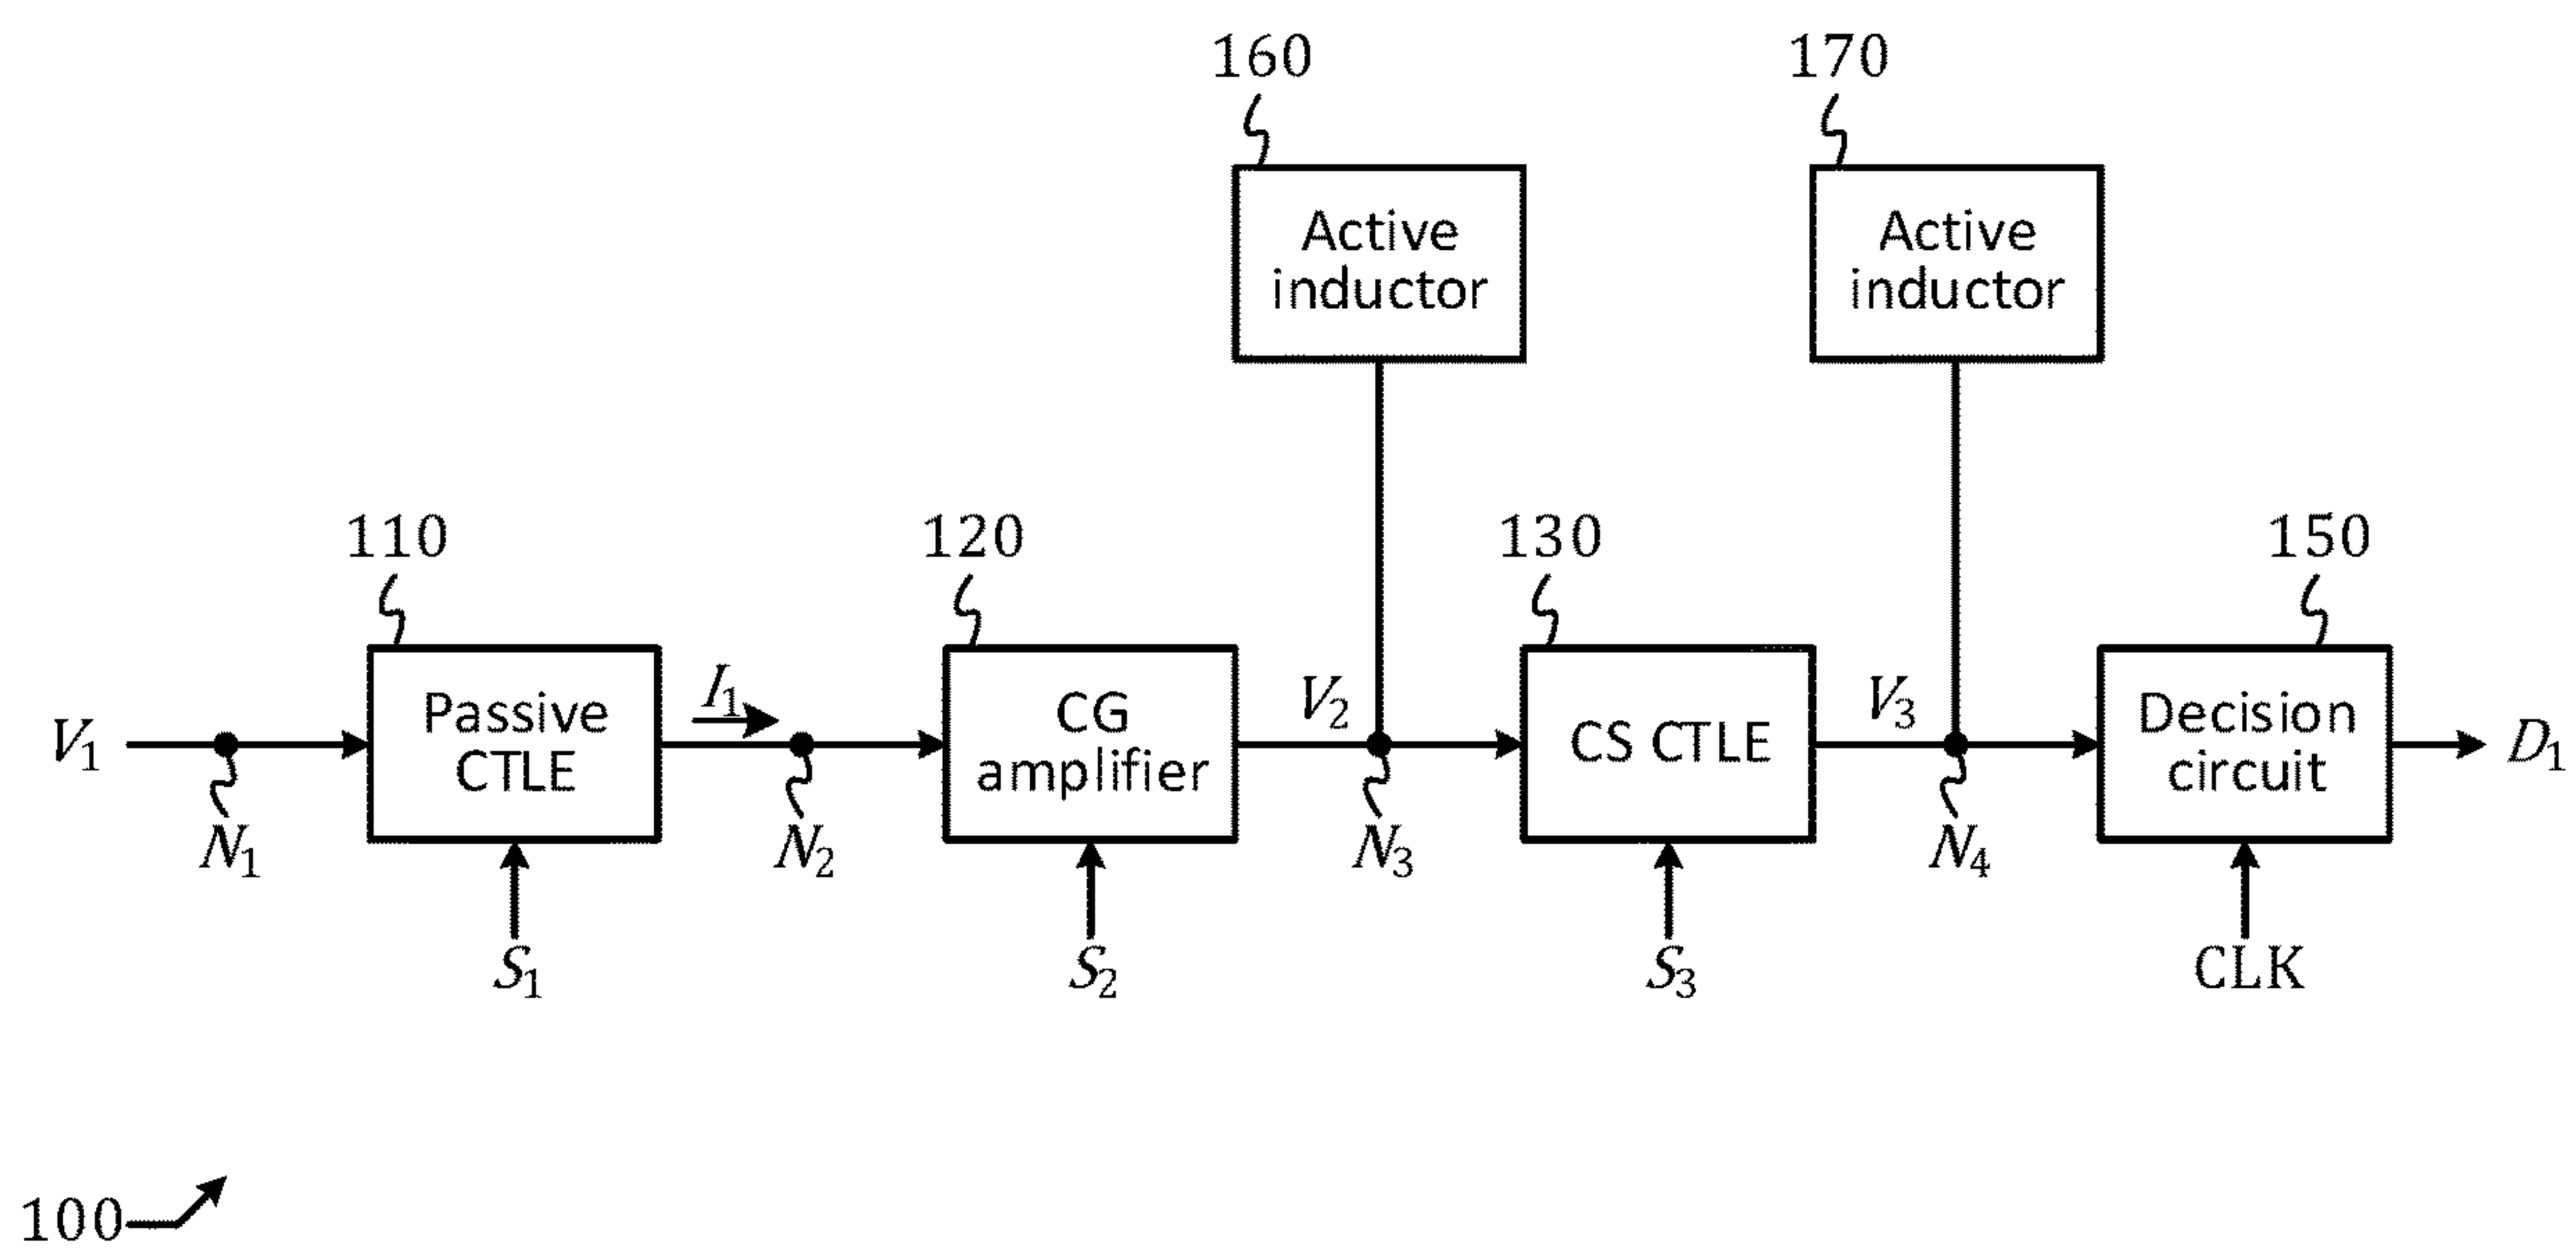 160
170
Active
inductor
Active
inductor
110
120
130
150
V1
N1
Passive
CTLE
I1
N2
CG
amplifier
V2
N3
CS CTLE
V3
N4
Decision
circuit
D1
S1
S2
S3
CLK
100